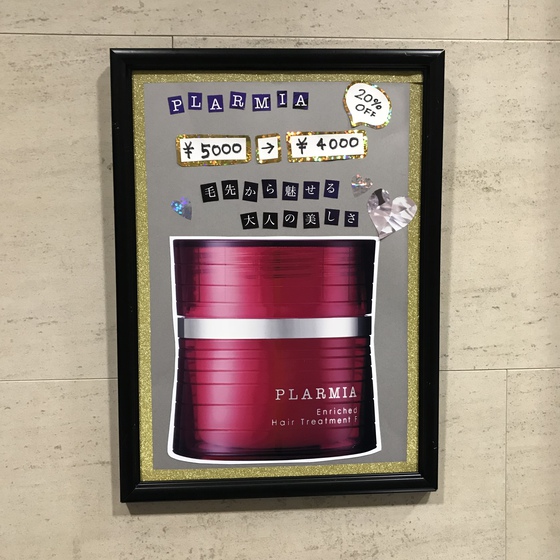 PLARMIA
20%
OFF
¥5000 → ¥4000
毛先から魅せる
大人の美しさ
PLARMIA
Enriched
Hair Treatment F